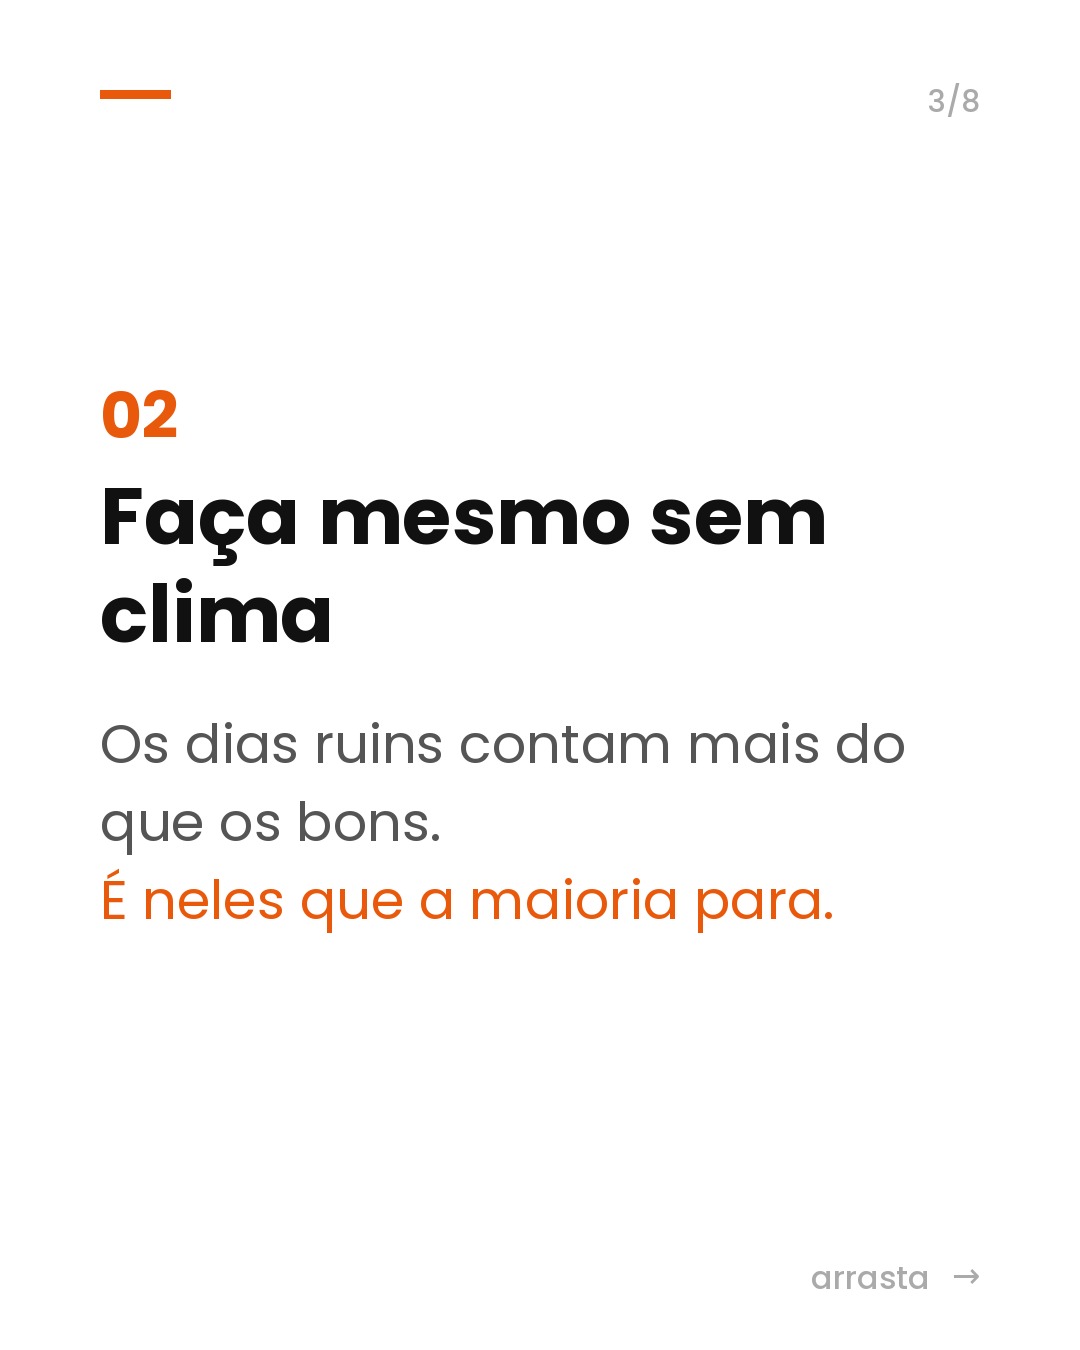 3/8
02
Faça mesmo sem
clima
Os dias ruins contam mais do
que os bons.
É neles que a maioria para.
arrasta →